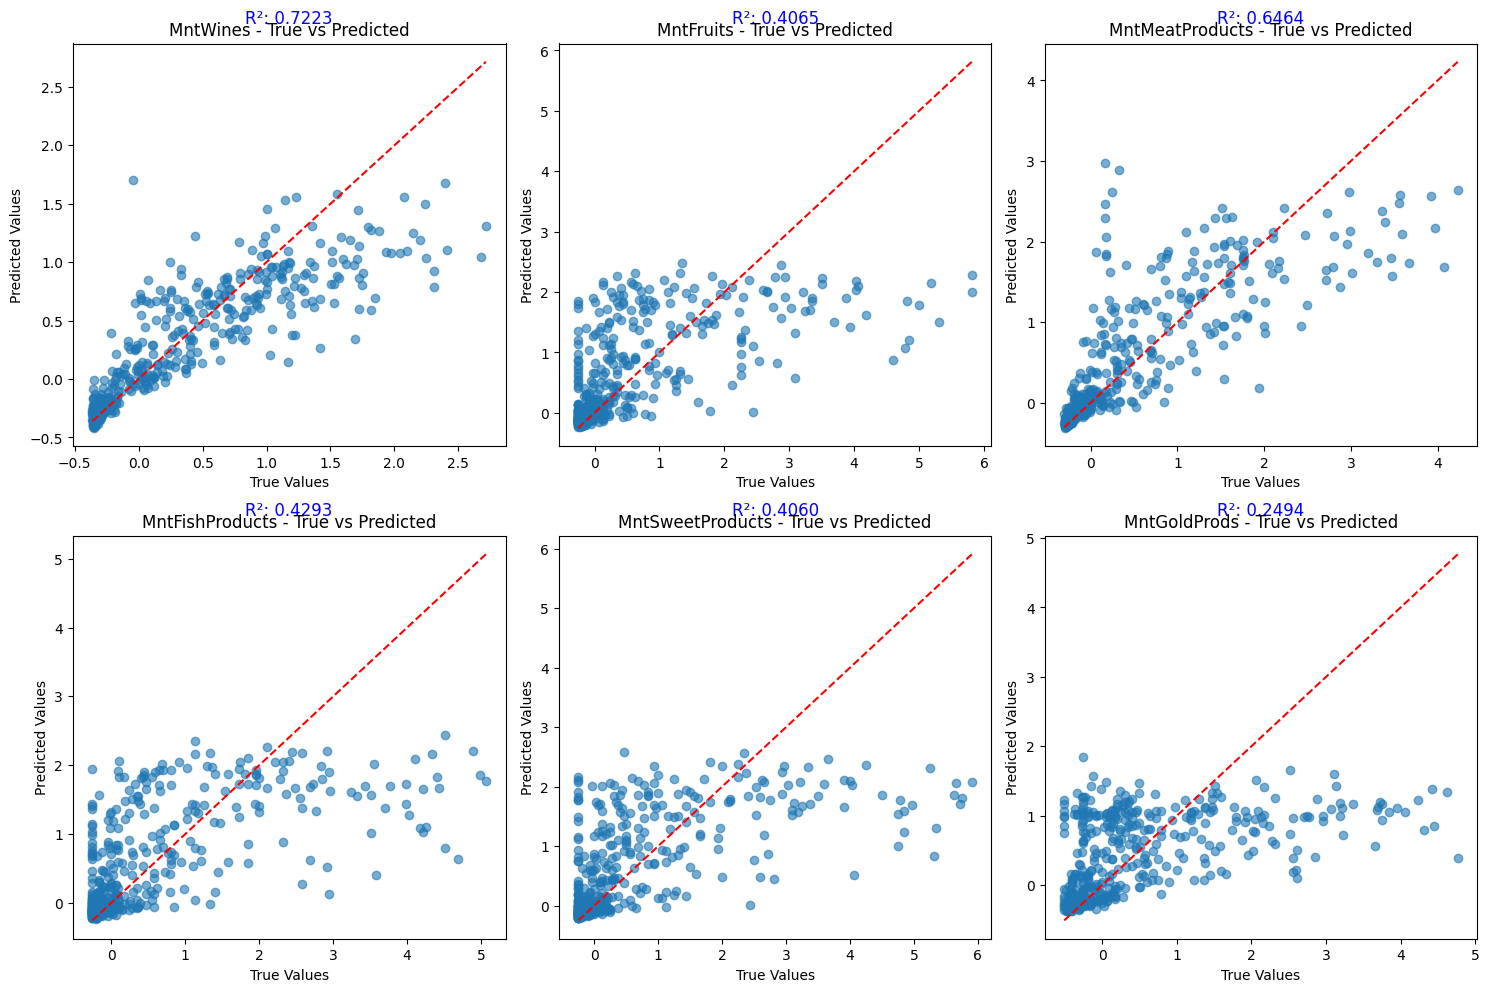 R²: 0.7223
MntWines - True vs Predicted
Predicted Values
2.5
2.0
1.5
1.0
0.5
0.0
−0.5
−0.5 0.0 0.5 1.0 1.5 2.0 2.5
True Values
R²: 0.4065
MntFruits - True vs Predicted
Predicted Values
6
5
4
3
2
1
0
0 1 2 3 4 5 6
True Values
R²: 0.6464
MntMeatProducts - True vs Predicted
Predicted Values
4
3
2
1
0
0 1 2 3 4
True Values
R²: 0.4293
MntFishProducts - True vs Predicted
Predicted Values
5
4
3
2
1
0
0 1 2 3 4 5
True Values
R²: 0.4060
MntSweetProducts - True vs Predicted
Predicted Values
6
5
4
3
2
1
0
0 1 2 3 4 5 6
True Values
R²: 0.2494
MntGoldProds - True vs Predicted
Predicted Values
5
4
3
2
1
0
0 1 2 3 4 5
True Values